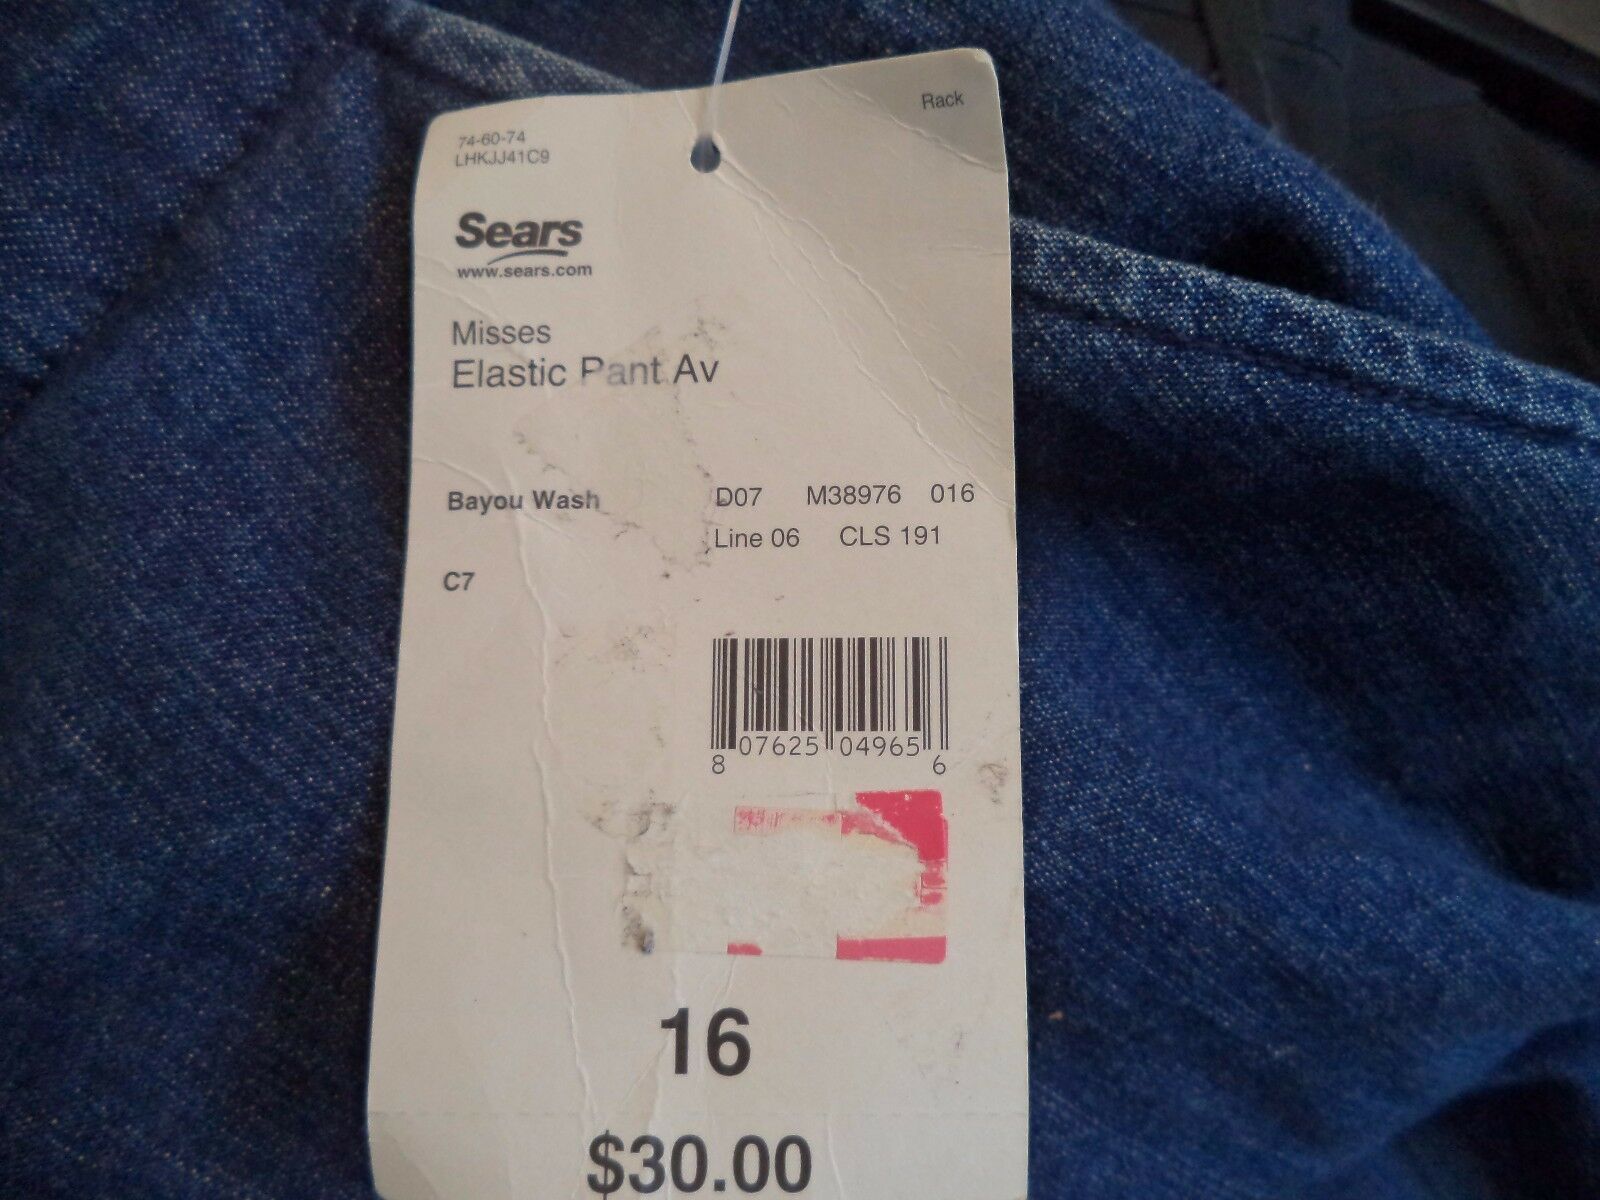 Rack
74-60-74
LHKJJ41C9
Sears
www.sears.com
Misses
Elastic Pant Av
Bayou Wash D07 M38976 016
Line 06 CLS 191
C7
8 07625 04965 6
16
$30.00